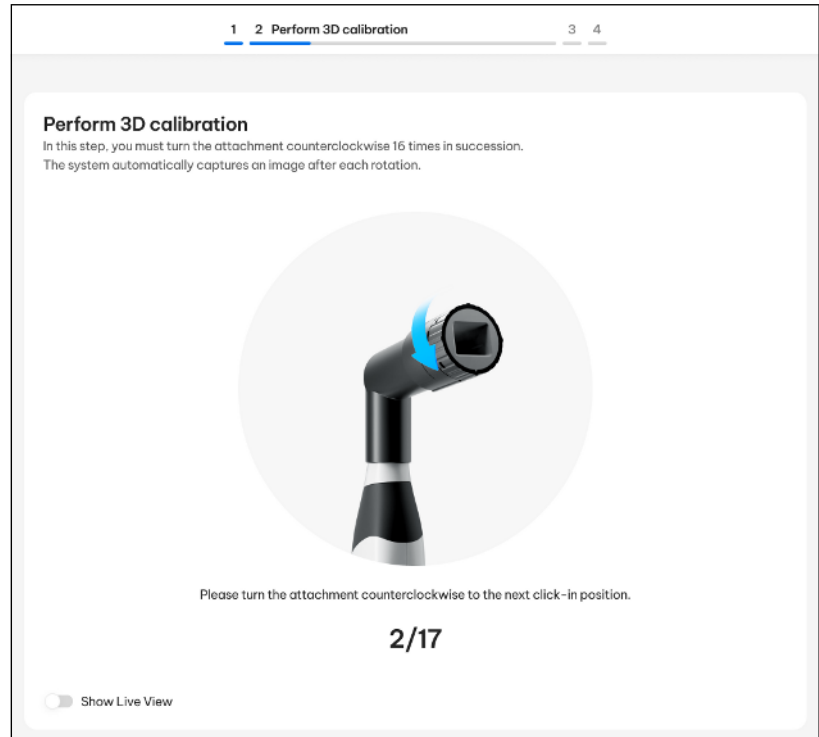 1 2 Perform 3D calibration 3 4
Perform 3D calibration
In this step, you must turn the attachment counterclockwise 16 times in succession.
The system automatically captures an image after each rotation.
Please turn the attachment counterclockwise to the next click-in position.
2/17
Show Live View